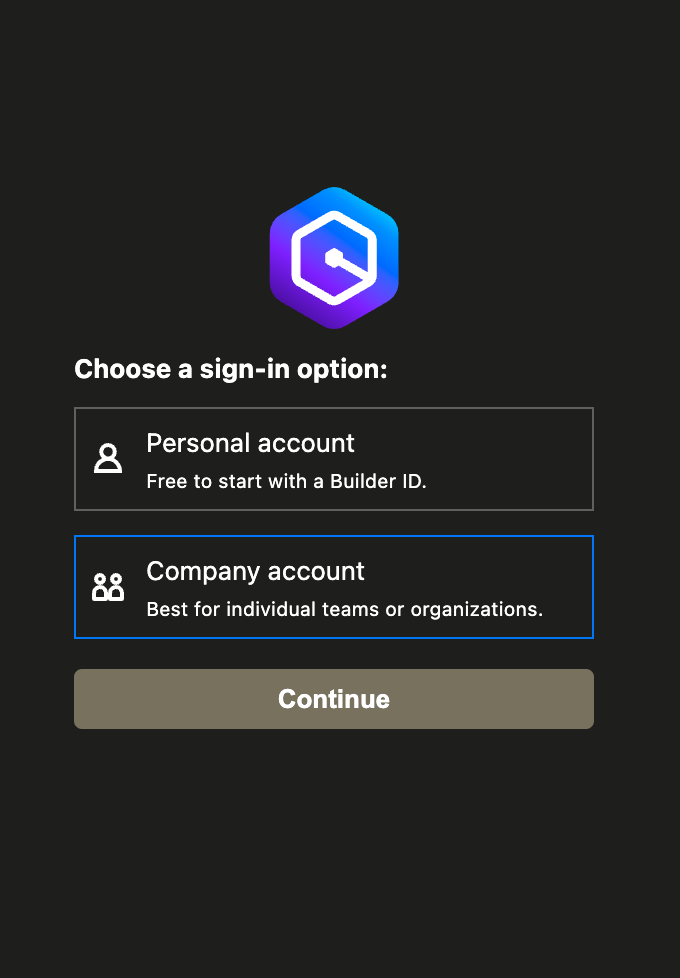 Choose a sign-in option:
Personal account
Free to start with a Builder ID.
Company account
Best for individual teams or organizations.
Continue